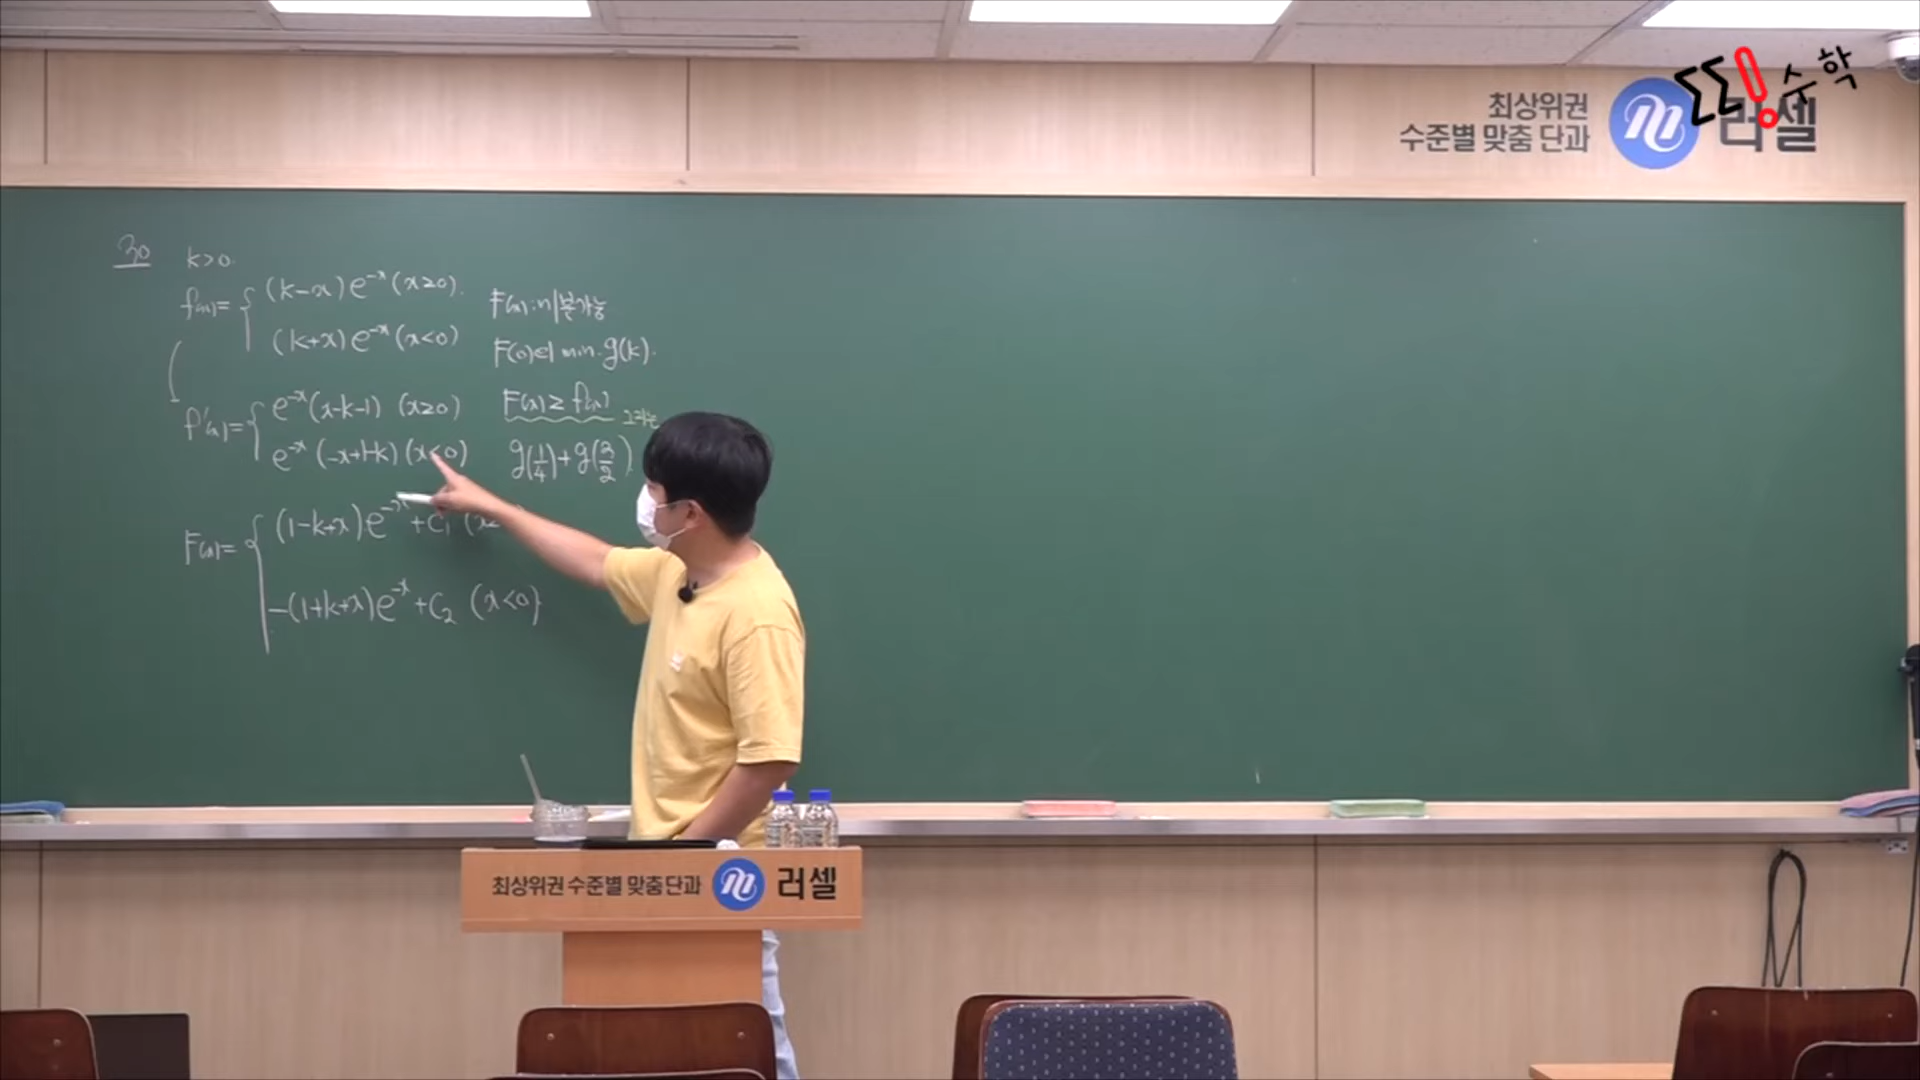 최상위권
수준별 맞춤 단과
러셀
수학
30 k>0.
f(x)= { (k-x)e^{-x} (x≥0).
(k+x)e^{-x} (x<0)
F(x):미분가능
F(0)의 min. g(k).
f'(x)= { e^{-x}(x-k-1) (x≥0)
e^{-x}(-x+1-k) (x<0)
F(x)≥f(x)
g(1/4)+g(3/2)
F(x)= { (1-k+x)e^{-x}+C₁
-(1+k+x)e^{-x}+C₂ (x<0)
최상위권 수준별 맞춤 단과 러셀